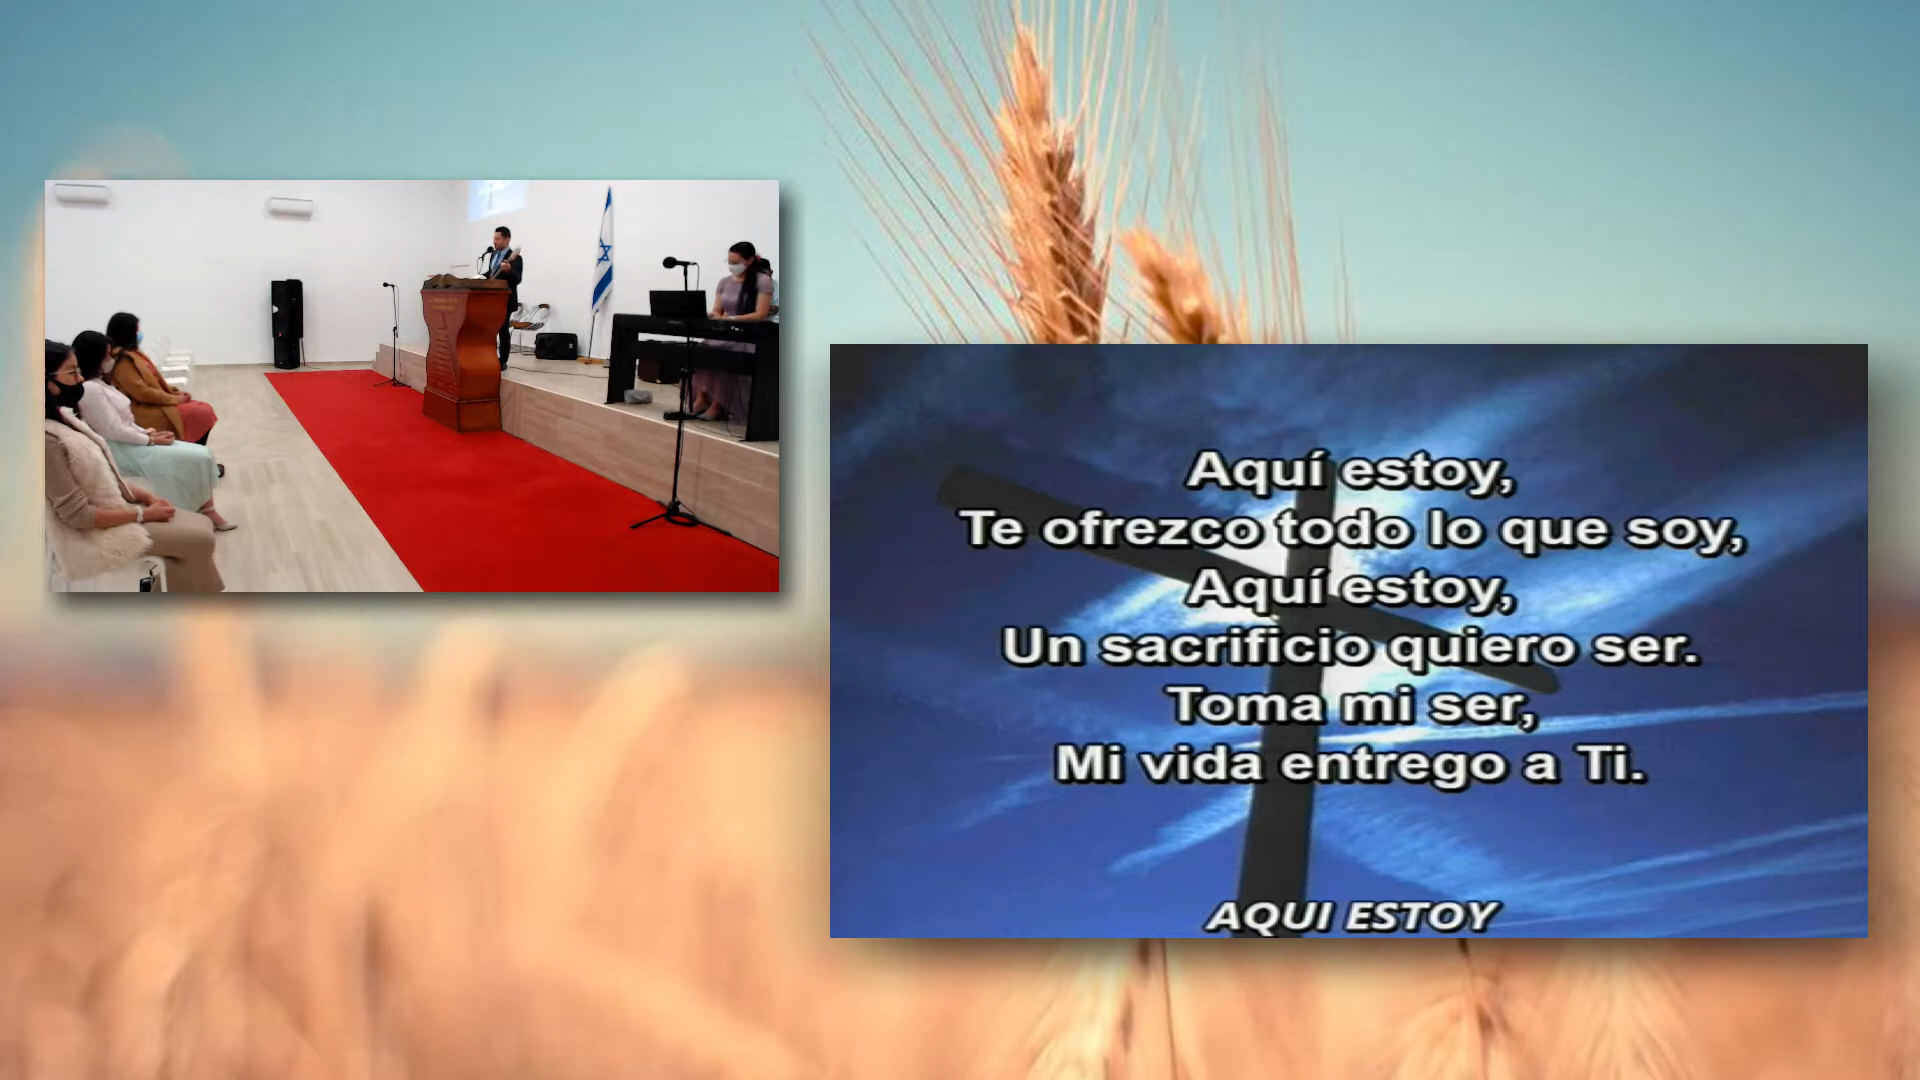 Aquí estoy,
Te ofrezco todo lo que soy,
Aquí estoy,
Un sacrificio quiero ser.
Toma mi ser,
Mi vida entrego a Ti.
AQUI ESTOY